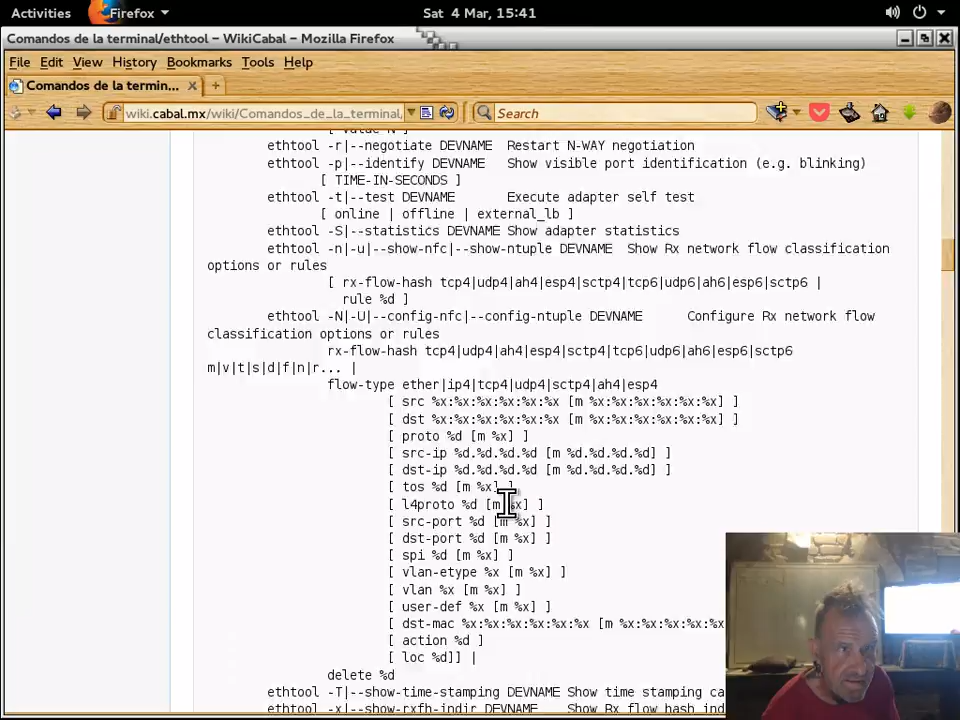 Activities Firefox Sat 4 Mar, 15:41
Comandos de la terminal/ethtool – WikiCabal – Mozilla Firefox
File Edit View History Bookmarks Tools Help
Comandos de la termin... × +
wiki.cabal.mx/wiki/Comandos_de_la_terminal, Search
[ value N ]
ethtool -r|--negotiate DEVNAME Restart N-WAY negotiation
ethtool -p|--identify DEVNAME Show visible port identification (e.g. blinking)
[ TIME-IN-SECONDS ]
ethtool -t|--test DEVNAME Execute adapter self test
[ online | offline | external_lb ]
ethtool -S|--statistics DEVNAME Show adapter statistics
ethtool -n|-u|--show-nfc|--show-ntuple DEVNAME Show Rx network flow classification
options or rules
[ rx-flow-hash tcp4|udp4|ah4|esp4|sctp4|tcp6|udp6|ah6|esp6|sctp6 |
rule %d ]
ethtool -N|-U|--config-nfc|--config-ntuple DEVNAME Configure Rx network flow
classification options or rules
rx-flow-hash tcp4|udp4|ah4|esp4|sctp4|tcp6|udp6|ah6|esp6|sctp6
m|v|t|s|d|f|n|r... |
flow-type ether|ip4|tcp4|udp4|sctp4|ah4|esp4
[ src %x:%x:%x:%x:%x:%x [m %x:%x:%x:%x:%x:%x] ]
[ dst %x:%x:%x:%x:%x:%x [m %x:%x:%x:%x:%x:%x] ]
[ proto %d [m %x] ]
[ src-ip %d.%d.%d.%d [m %d.%d.%d.%d] ]
[ dst-ip %d.%d.%d.%d [m %d.%d.%d.%d] ]
[ tos %d [m %x] ]
[ l4proto %d [m %x] ]
[ src-port %d [m %x] ]
[ dst-port %d [m %x] ]
[ spi %d [m %x] ]
[ vlan-etype %x [m %x] ]
[ vlan %x [m %x] ]
[ user-def %x [m %x] ]
[ dst-mac %x:%x:%x:%x:%x:%x [m %x:%x:%x:%x:%x
[ action %d ]
[ loc %d]] |
delete %d
ethtool -T|--show-time-stamping DEVNAME Show time stamping ca
ethtool -x|--show-rxfh-indir DEVNAME Show Rx flow hash ind